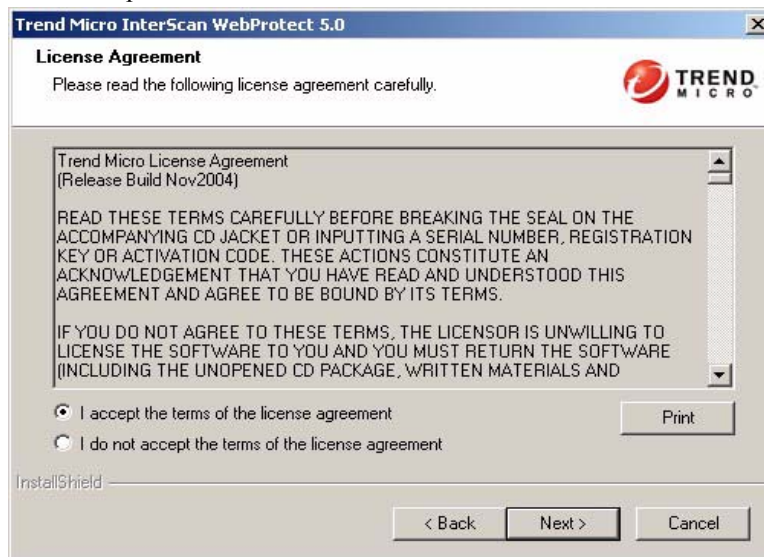 Trend Micro InterScan WebProtect 5.0
License Agreement
Please read the following license agreement carefully.
TREND
MICRO
Trend Micro License Agreement
(Release Build Nov2004)
READ THESE TERMS CAREFULLY BEFORE BREAKING THE SEAL ON THE
ACCOMPANYING CD JACKET OR INPUTTING A SERIAL NUMBER, REGISTRATION
KEY OR ACTIVATION CODE. THESE ACTIONS CONSTITUTE AN
ACKNOWLEDGEMENT THAT YOU HAVE READ AND UNDERSTOOD THIS
AGREEMENT AND AGREE TO BE BOUND BY ITS TERMS.
IF YOU DO NOT AGREE TO THESE TERMS, THE LICENSOR IS UNWILLING TO
LICENSE THE SOFTWARE TO YOU AND YOU MUST RETURN THE SOFTWARE
(INCLUDING THE UNOPENED CD PACKAGE, WRITTEN MATERIALS AND
I accept the terms of the license agreement
Print
I do not accept the terms of the license agreement
InstallShield
< Back Next > Cancel